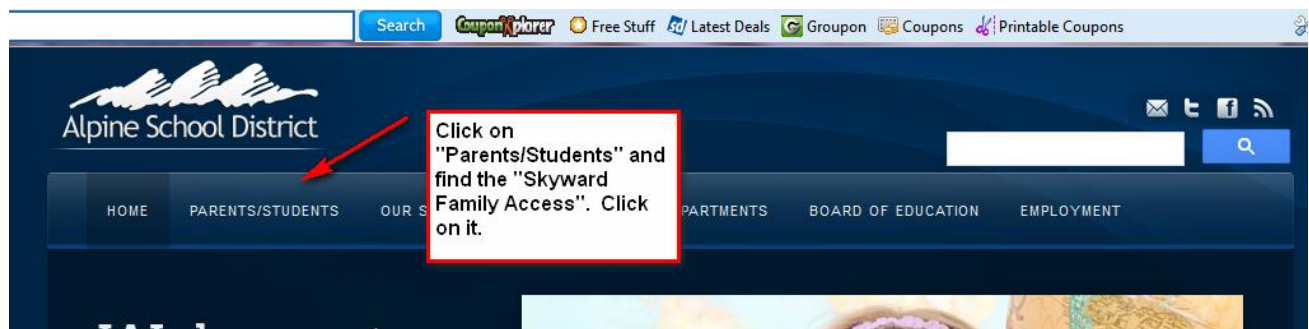 Search CouponXplorer Free Stuff Latest Deals Groupon Coupons Printable Coupons
Alpine School District
Click on
"Parents/Students" and
find the "Skyward
Family Access". Click
on it.
HOME PARENTS/STUDENTS OUR S PARTMENTS BOARD OF EDUCATION EMPLOYMENT